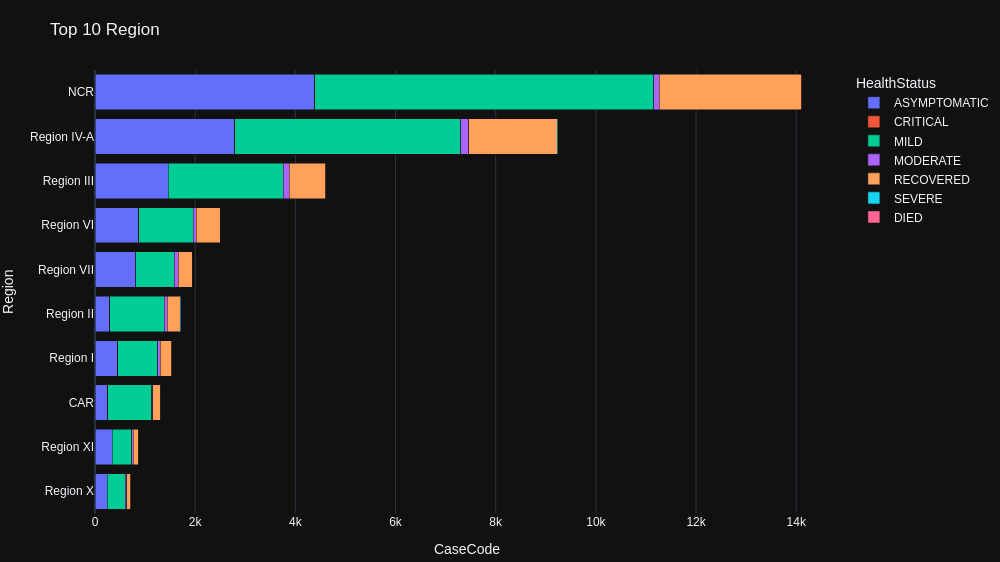 Top 10 Region
NCR
Region IV-A
Region III
Region VI
Region VII
Region II
Region I
CAR
Region XI
Region X
Region
0
2k
4k
6k
8k
10k
12k
14k
CaseCode
HealthStatus
ASYMPTOMATIC
CRITICAL
MILD
MODERATE
RECOVERED
SEVERE
DIED